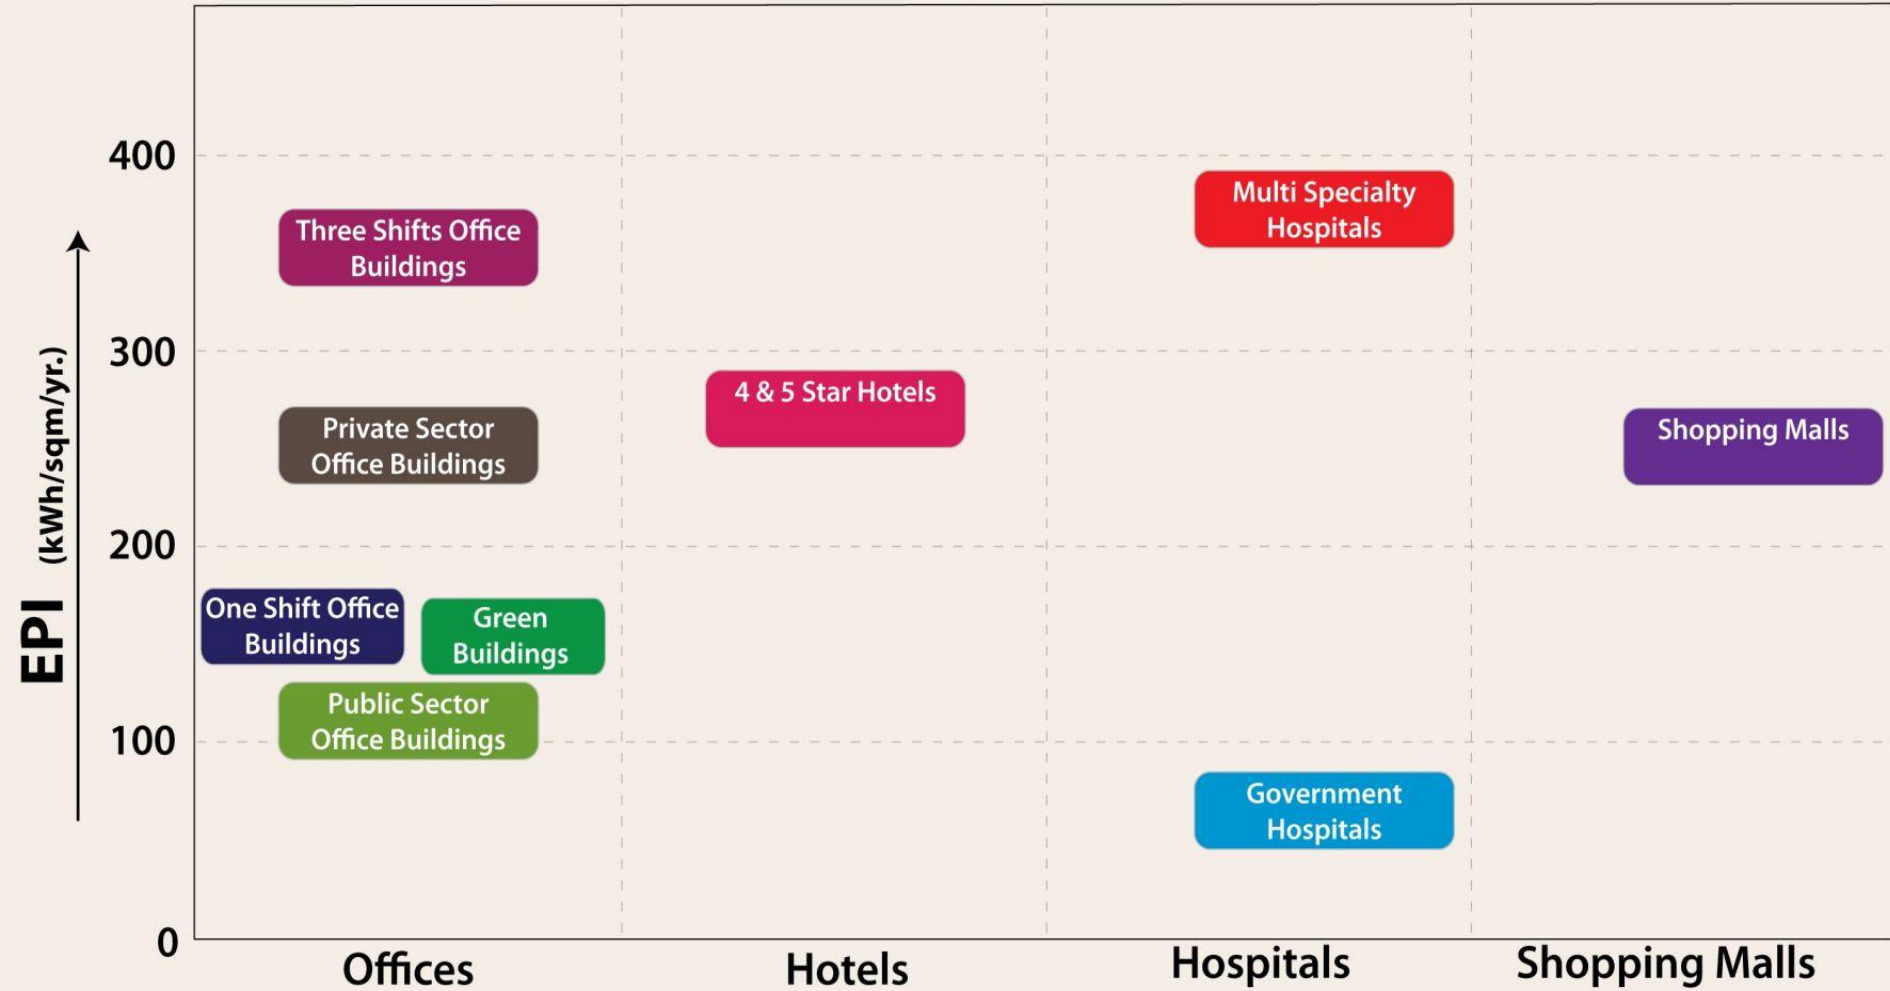 400
300
200
100
0
EPI (kWh/sqm/yr.)
Three Shifts Office
Buildings
Private Sector
Office Buildings
One Shift Office
Buildings
Green
Buildings
Public Sector
Office Buildings
4 & 5 Star Hotels
Multi Specialty
Hospitals
Government
Hospitals
Shopping Malls
Offices
Hotels
Hospitals
Shopping Malls